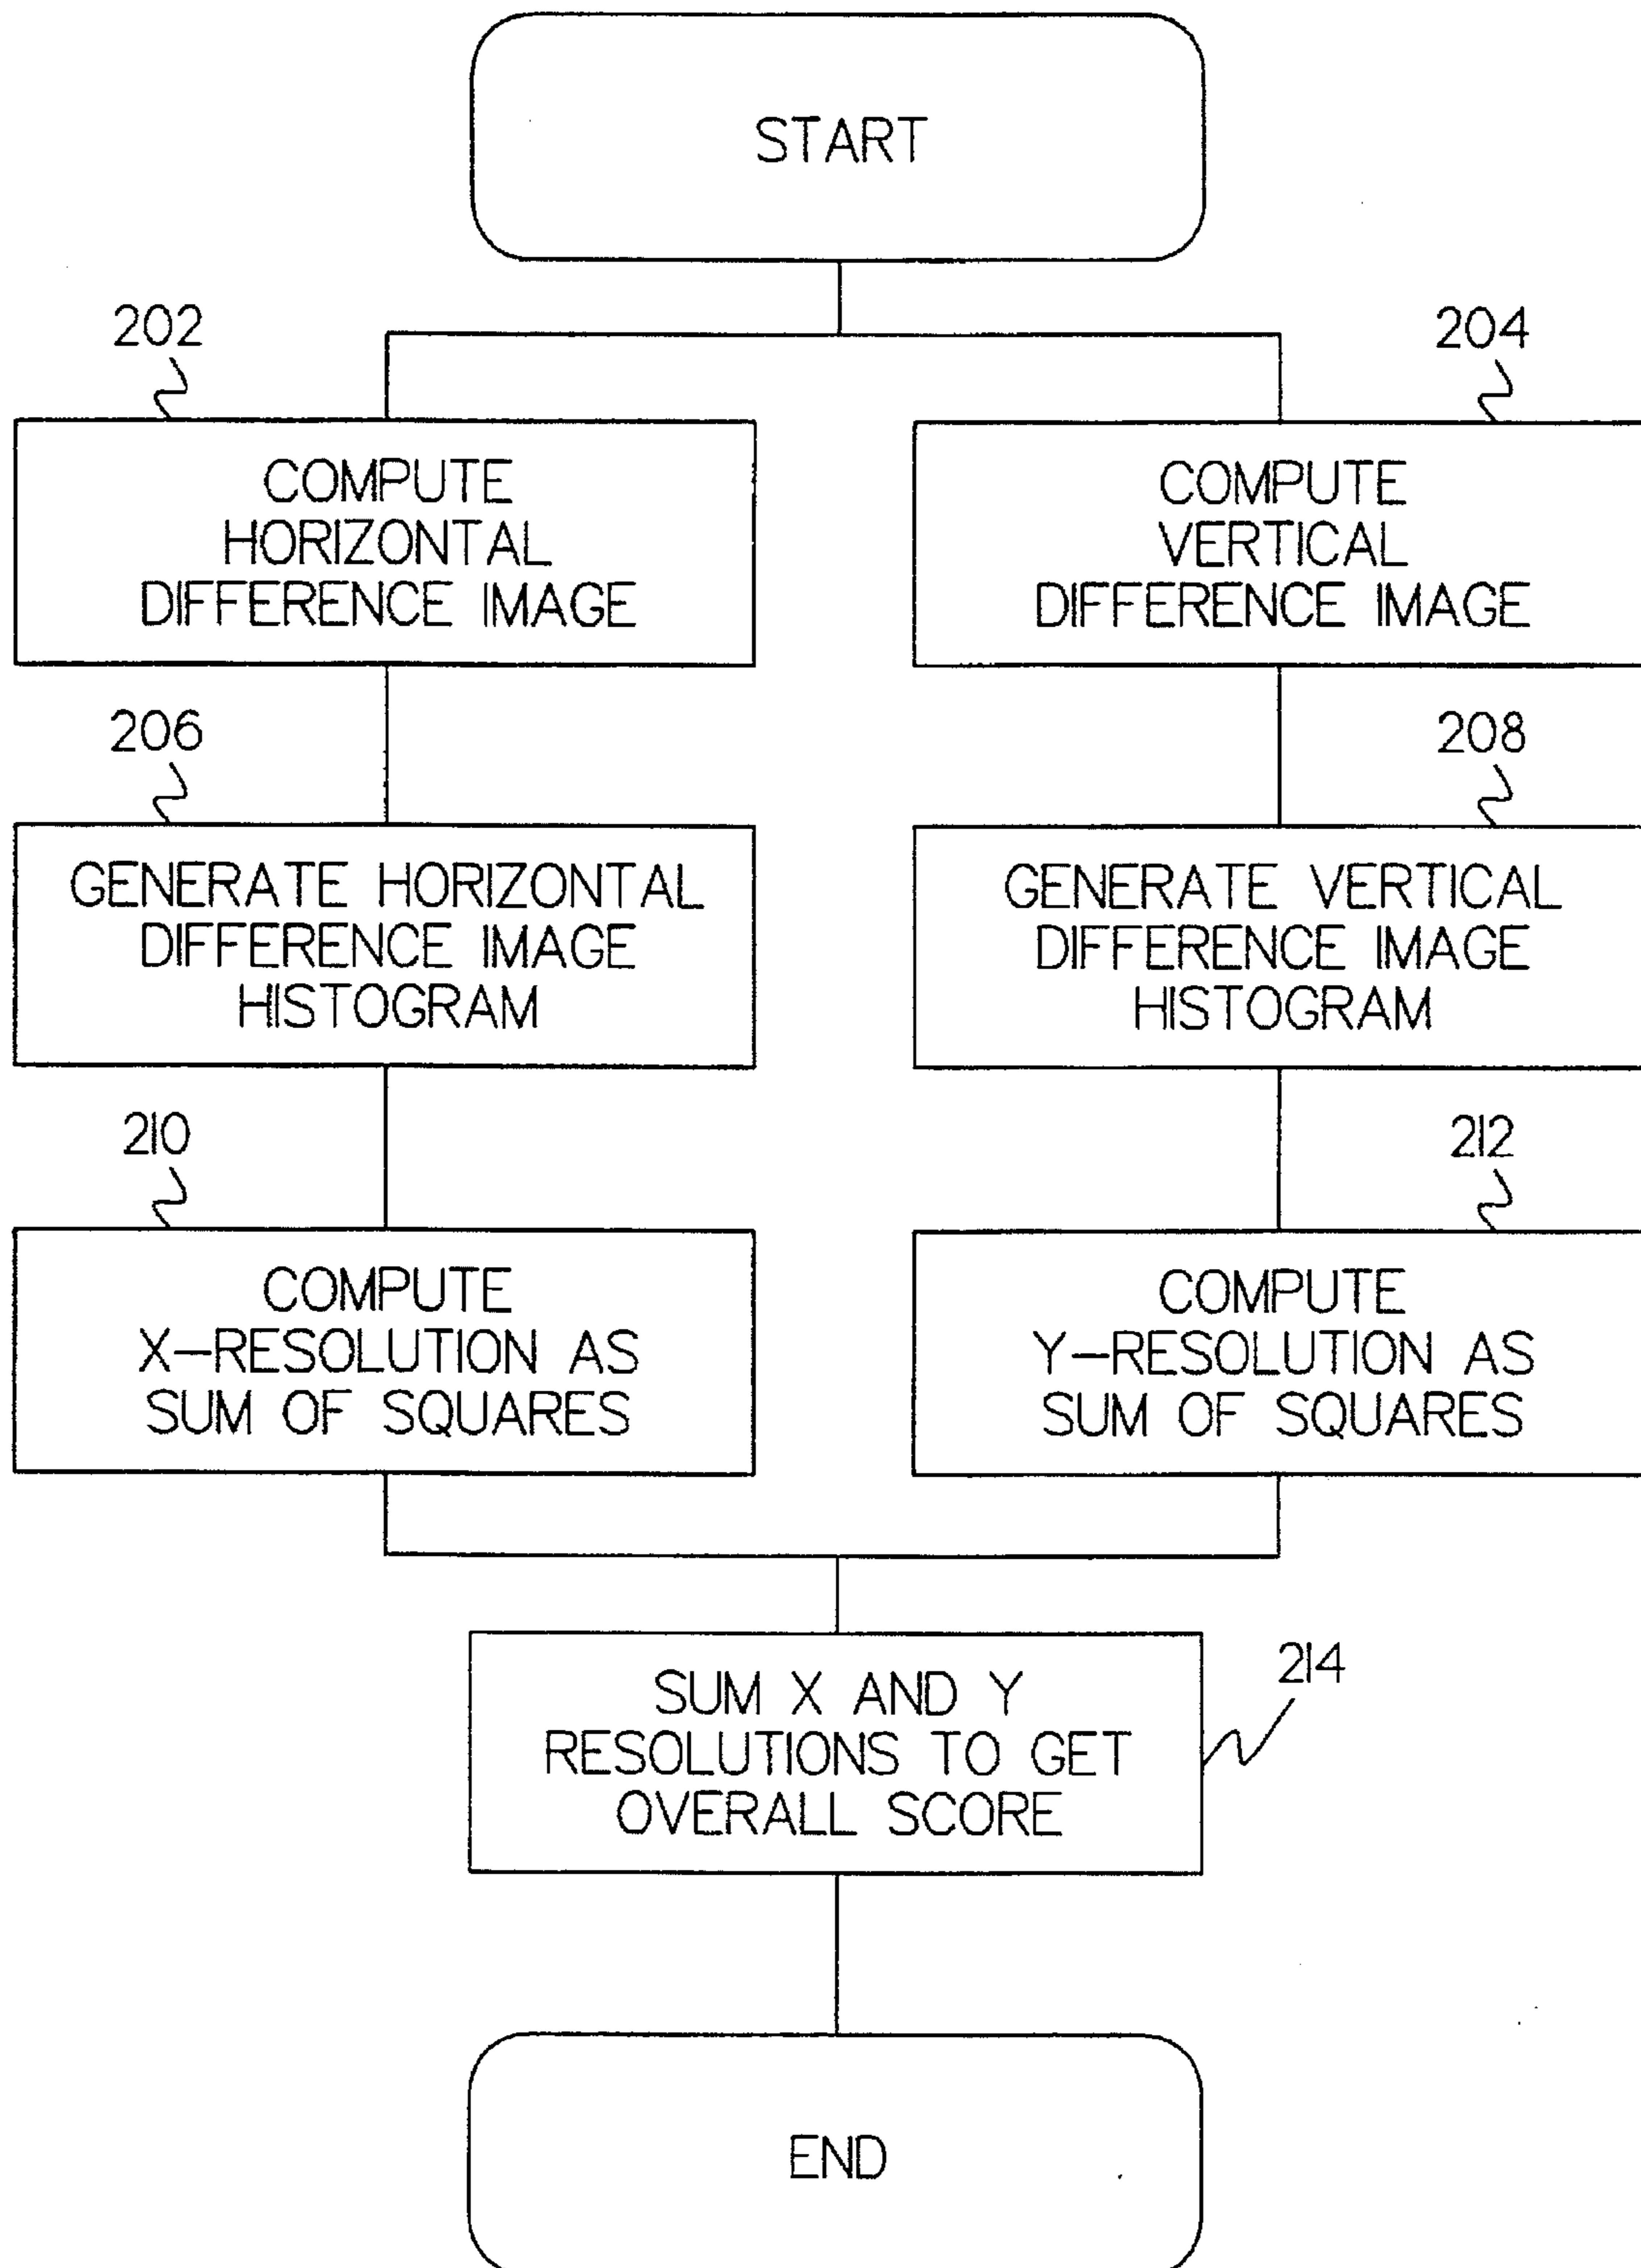 START
202
204
COMPUTE
HORIZONTAL
DIFFERENCE IMAGE
COMPUTE
VERTICAL
DIFFERENCE IMAGE
206
208
GENERATE HORIZONTAL
DIFFERENCE IMAGE
HISTOGRAM
GENERATE VERTICAL
DIFFERENCE IMAGE
HISTOGRAM
210
212
COMPUTE
X-RESOLUTION AS
SUM OF SQUARES
COMPUTE
Y-RESOLUTION AS
SUM OF SQUARES
214
SUM X AND Y
RESOLUTIONS TO GET
OVERALL SCORE
END